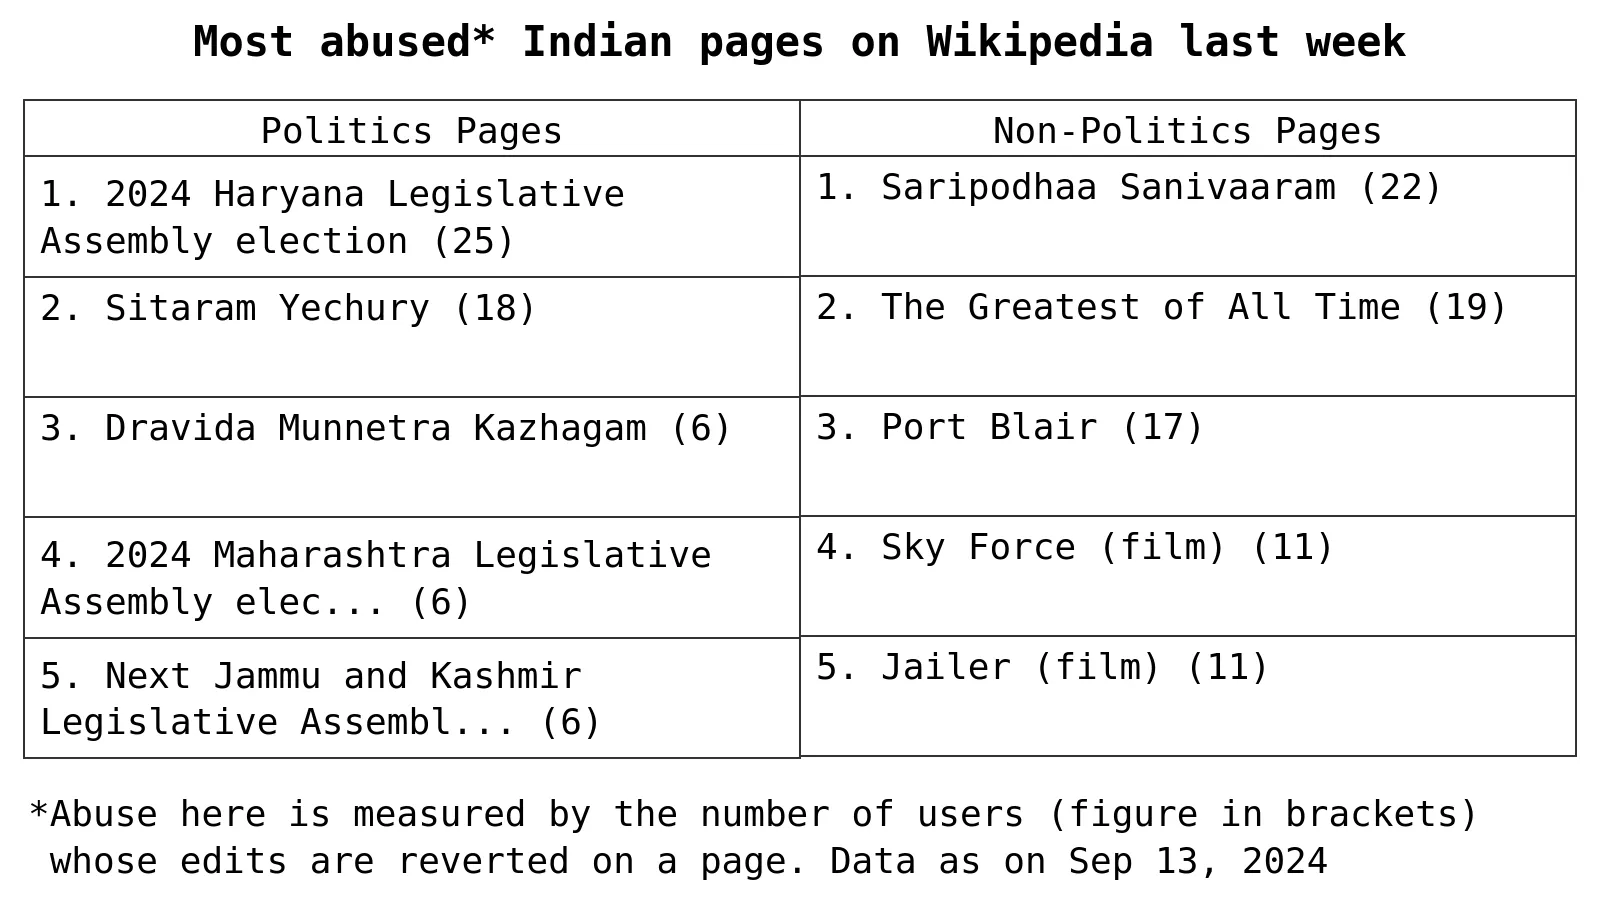 Most abused* Indian pages on Wikipedia last week
Politics Pages
1. 2024 Haryana Legislative
Assembly election (25)
2. Sitaram Yechury (18)
3. Dravida Munnetra Kazhagam (6)
4. 2024 Maharashtra Legislative
Assembly elec... (6)
5. Next Jammu and Kashmir
Legislative Assembl... (6)
Non-Politics Pages
1. Saripodhaa Sanivaaram (22)
2. The Greatest of All Time (19)
3. Port Blair (17)
4. Sky Force (film) (11)
5. Jailer (film) (11)
*Abuse here is measured by the number of users (figure in brackets)
whose edits are reverted on a page. Data as on Sep 13, 2024